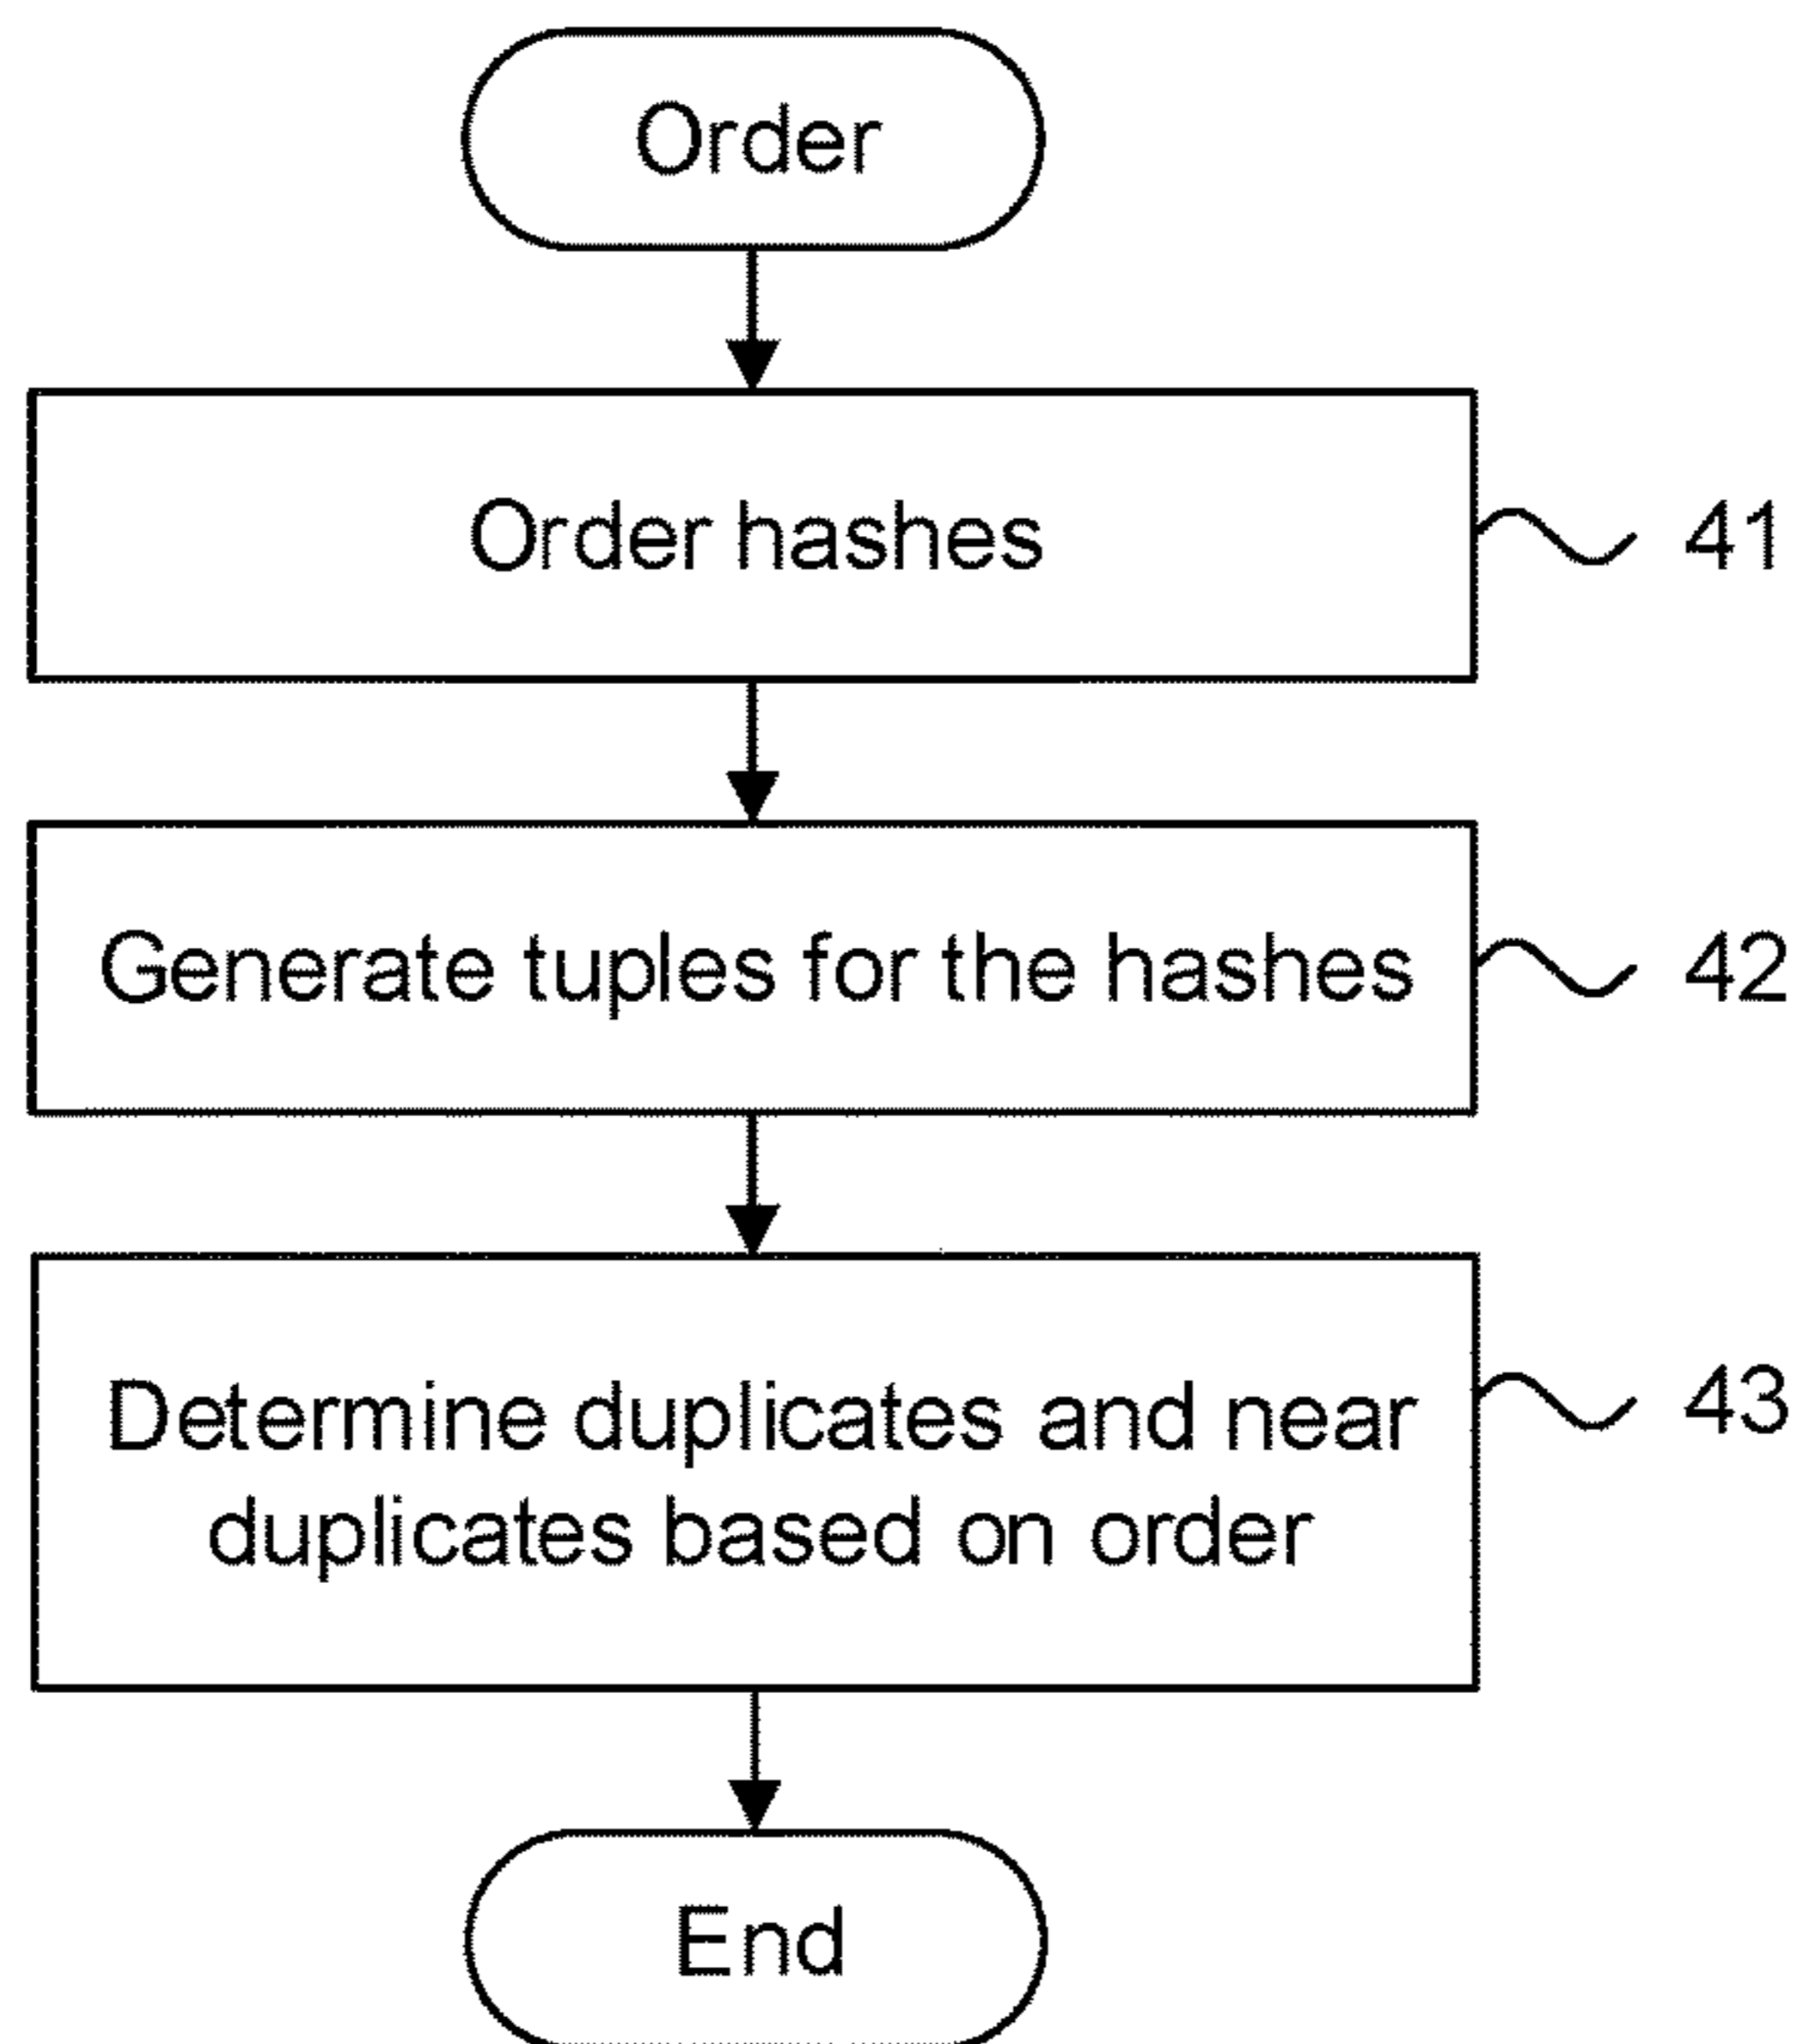 Order
Order hashes
41
Generate tuples for the hashes
42
Determine duplicates and near
43
duplicates based on order
End